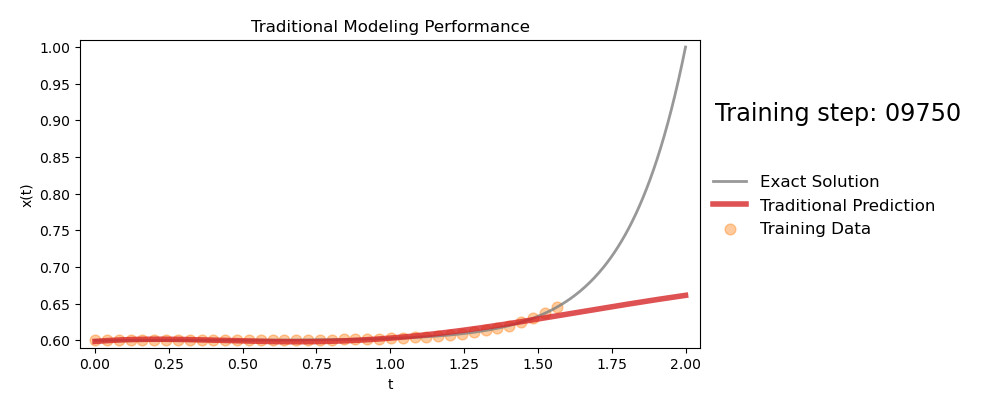 Traditional Modeling Performance
1.00
0.95
0.90
0.85
0.80
0.75
0.70
0.65
0.60
x(t)
0.00 0.25 0.50 0.75 1.00 1.25 1.50 1.75 2.00
t
Training step: 09750
Exact Solution
Traditional Prediction
Training Data